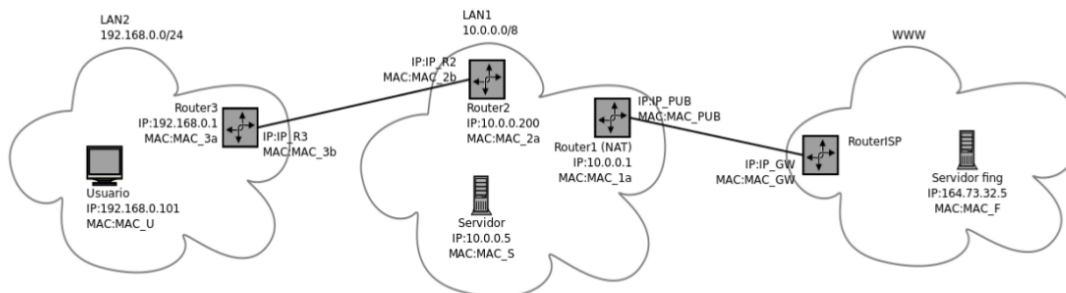 LAN2
192.168.0.0/24
LAN1
10.0.0.0/8
WWW
IP:IP_R2
MAC:MAC_2b
Router3
IP:192.168.0.1
MAC:MAC_3a
IP:IP_R3
MAC:MAC_3b
Router2
IP:10.0.0.200
MAC:MAC_2a
IP:IP_PUB
MAC:MAC_PUB
Router1 (NAT)
IP:10.0.0.1
MAC:MAC_1a
RouterISP
IP:IP_GW
MAC:MAC_GW
Servidor fing
IP:164.73.32.5
MAC:MAC_F
Usuario
IP:192.168.0.101
MAC:MAC_U
Servidor
IP:10.0.0.5
MAC:MAC_S